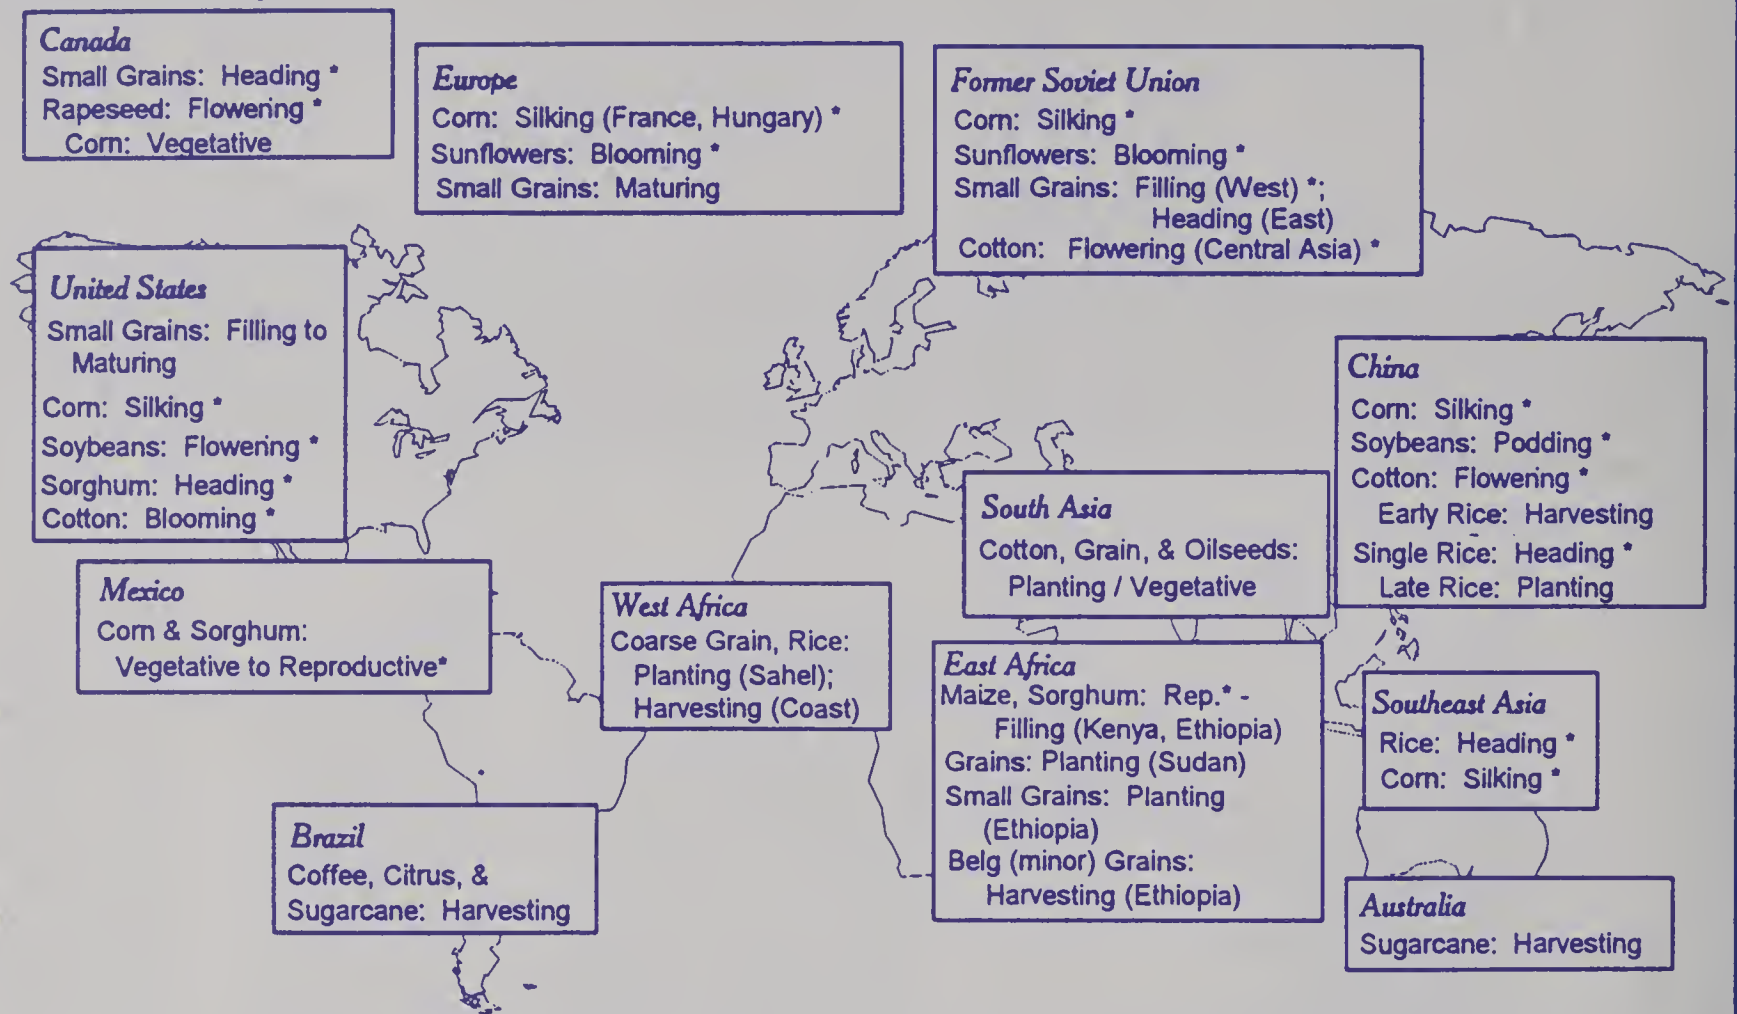 Canada
Small Grains: Heading *
Rapeseed: Flowering *
Corn: Vegetative
Europe
Corn: Silking (France, Hungary) *
Sunflowers: Blooming *
Small Grains: Maturing
Former Soviet Union
Corn: Silking *
Sunflowers: Blooming *
Small Grains: Filling (West) *;
Heading (East)
Cotton: Flowering (Central Asia) *
United States
Small Grains: Filling to
Maturing
Corn: Silking *
Soybeans: Flowering *
Sorghum: Heading *
Cotton: Blooming *
China
Corn: Silking *
Soybeans: Podding *
Cotton: Flowering *
Early Rice: Harvesting
Single Rice: Heading *
Late Rice: Planting
South Asia
Cotton, Grain, & Oilseeds:
Planting / Vegetative
Mexico
Corn & Sorghum:
Vegetative to Reproductive*
West Africa
Coarse Grain, Rice:
Planting (Sahel);
Harvesting (Coast)
East Africa
Maize, Sorghum: Rep.* -
Filling (Kenya, Ethiopia)
Grains: Planting (Sudan)
Small Grains: Planting
(Ethiopia)
Belg (minor) Grains:
Harvesting (Ethiopia)
Southeast Asia
Rice: Heading *
Corn: Silking *
Brazil
Coffee, Citrus, &
Sugarcane: Harvesting
Australia
Sugarcane: Harvesting